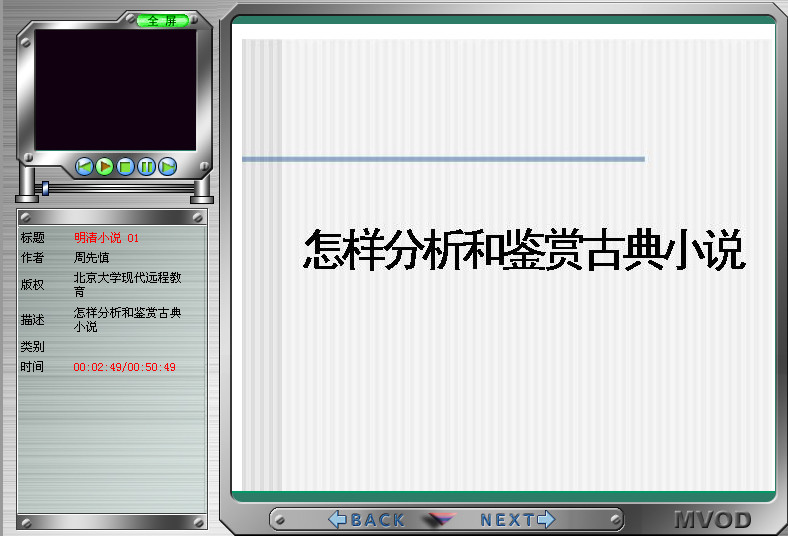 全 屏
标题 明清小说 01
作者 周先慎
版权 北京大学现代远程教
育
描述 怎样分析和鉴赏古典
小说
类别
时间 00:02:49/00:50:49
怎样分析和鉴赏古典小说
BACK NEXT
MVOD